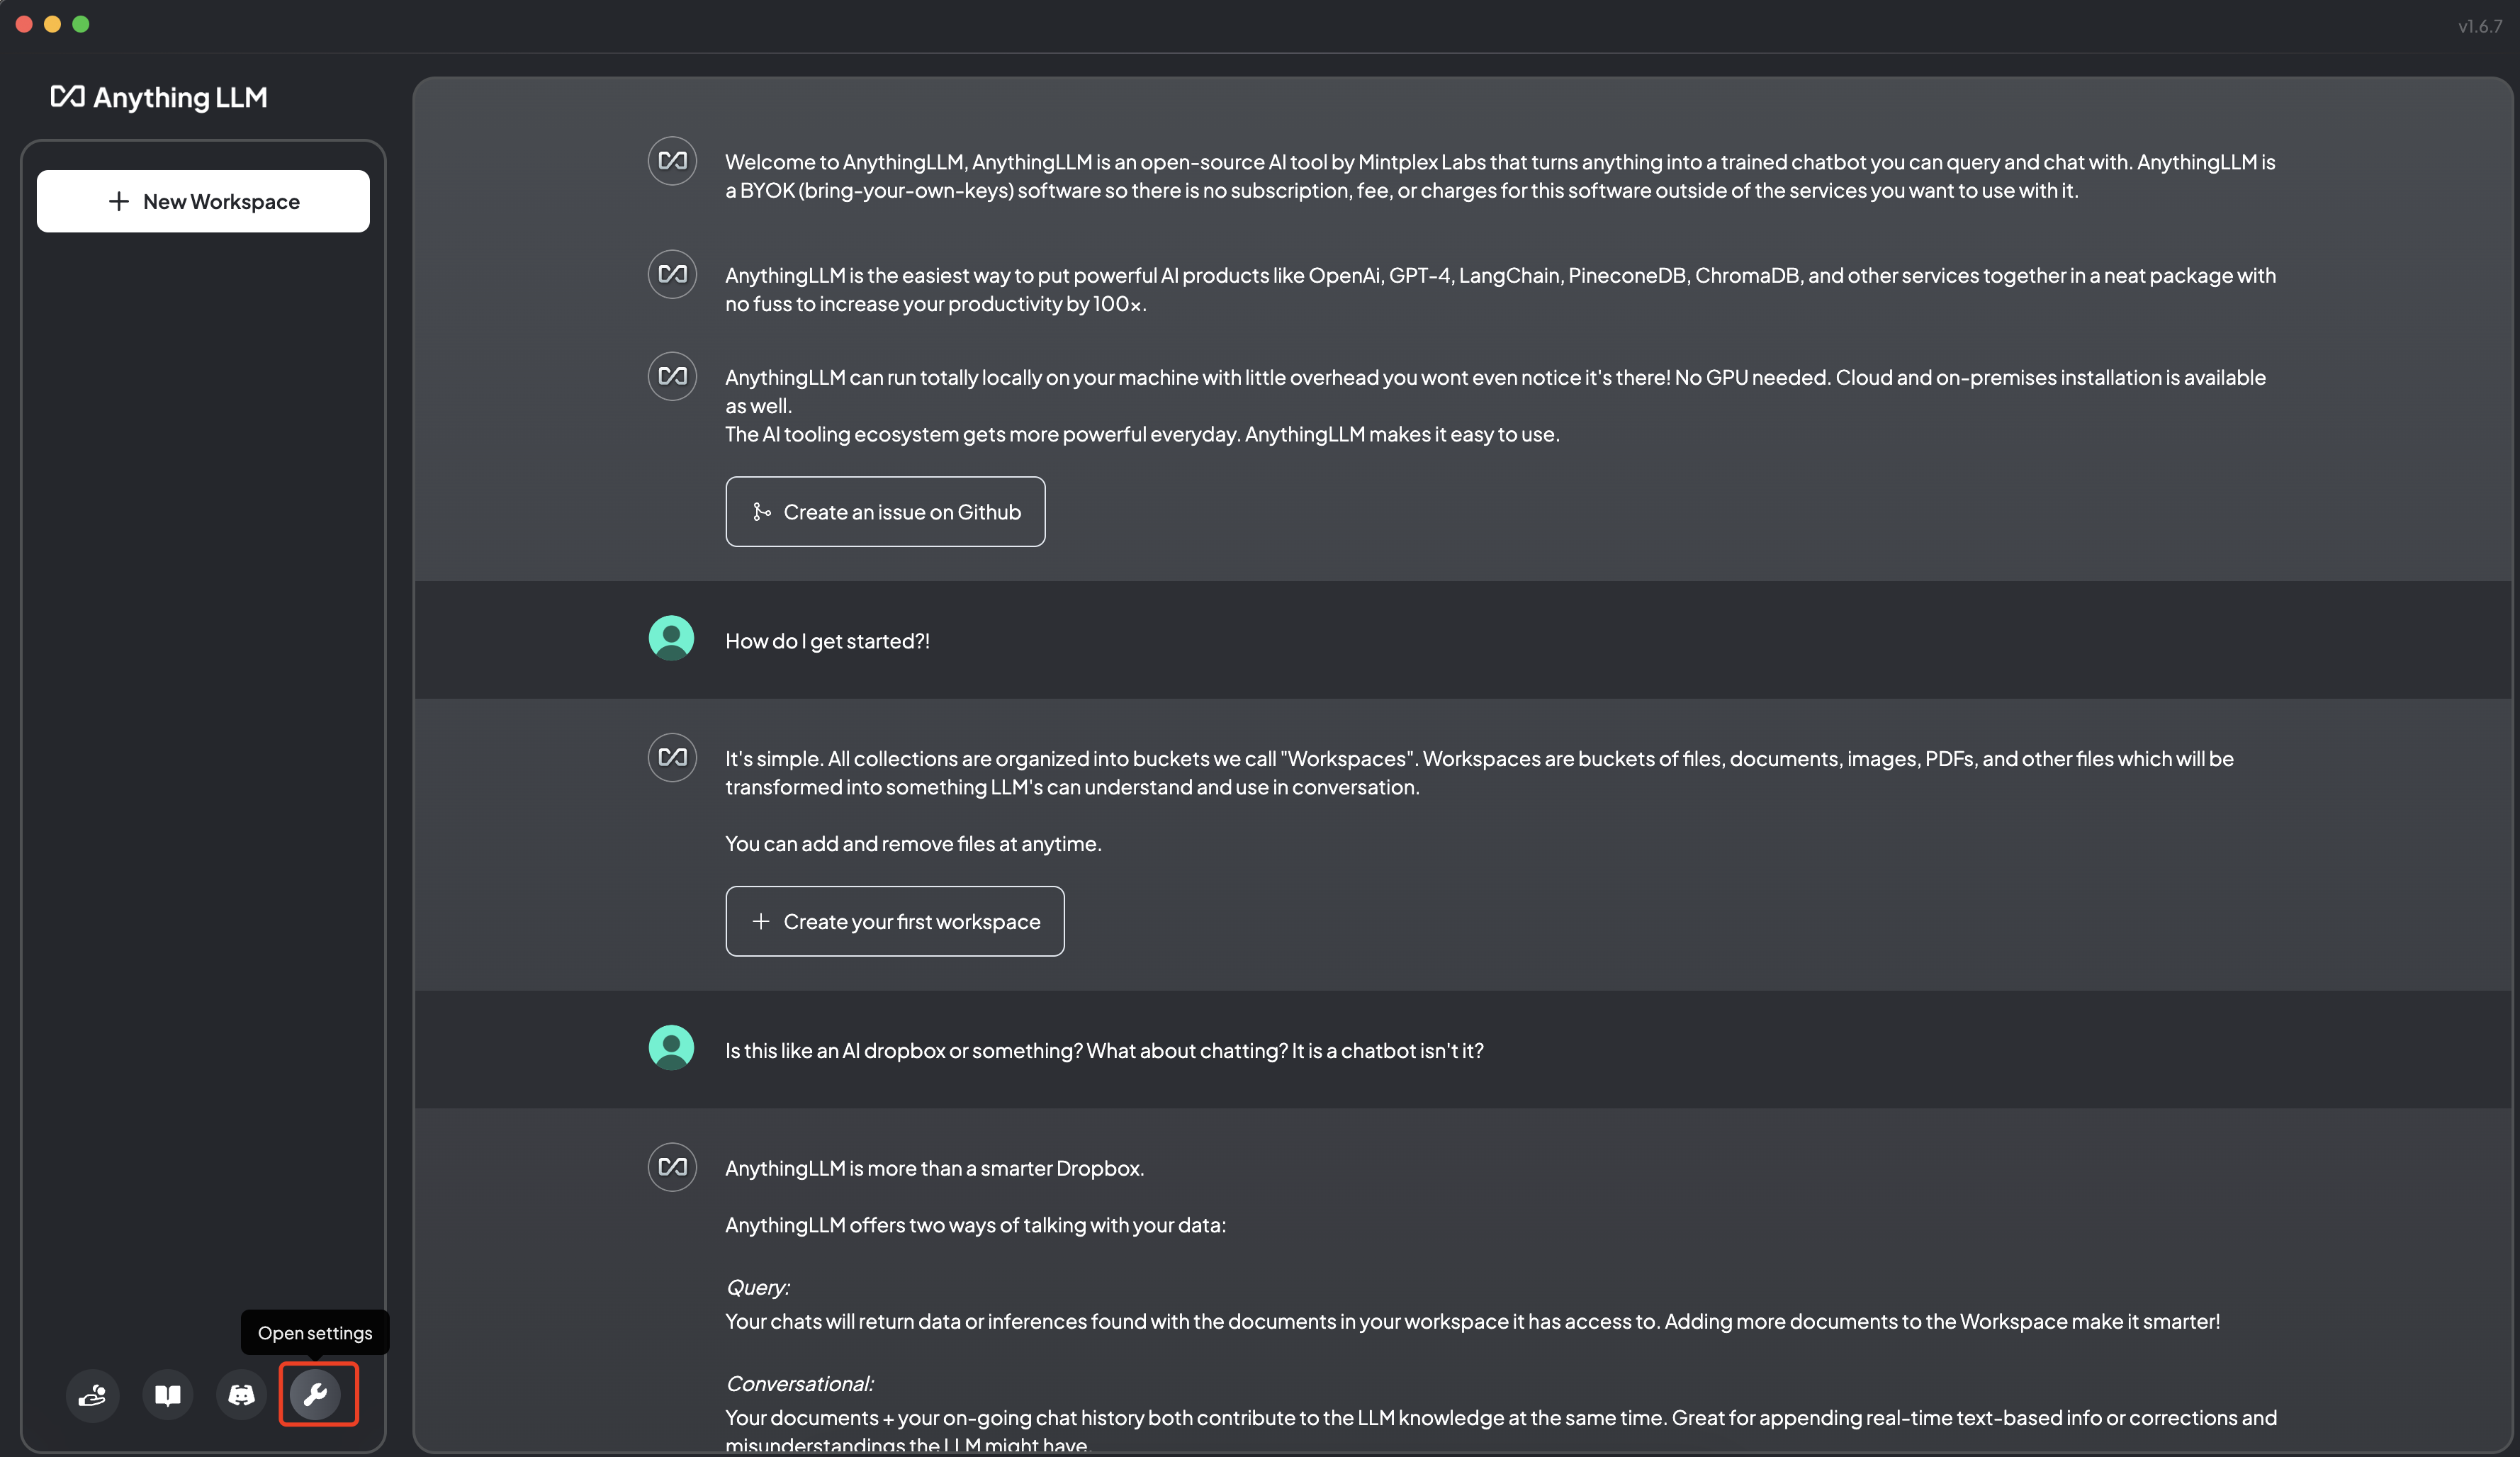 v1.6.7
Anything LLM
New Workspace
Welcome to AnythingLLM, AnythingLLM is an open-source AI tool by Mintplex Labs that turns anything into a trained chatbot you can query and chat with. AnythingLLM is
a BYOK (bring-your-own-keys) software so there is no subscription, fee, or charges for this software outside of the services you want to use with it.
AnythingLLM is the easiest way to put powerful AI products like OpenAi, GPT-4, LangChain, PineconeDB, ChromaDB, and other services together in a neat package with
no fuss to increase your productivity by 100x.
AnythingLLM can run totally locally on your machine with little overhead you wont even notice it's there! No GPU needed. Cloud and on-premises installation is available
as well.
The AI tooling ecosystem gets more powerful everyday. AnythingLLM makes it easy to use.
Create an issue on Github
How do I get started?!
It's simple. All collections are organized into buckets we call "Workspaces". Workspaces are buckets of files, documents, images, PDFs, and other files which will be
transformed into something LLM's can understand and use in conversation.
You can add and remove files at anytime.
Create your first workspace
Is this like an AI dropbox or something? What about chatting? It is a chatbot isn't it?
AnythingLLM is more than a smarter Dropbox.
AnythingLLM offers two ways of talking with your data:
Query:
Your chats will return data or inferences found with the documents in your workspace it has access to. Adding more documents to the Workspace make it smarter!
Conversational:
Your documents + your on-going chat history both contribute to the LLM knowledge at the same time. Great for appending real-time text-based info or corrections and
misunderstandings the LLM might have.
Open settings